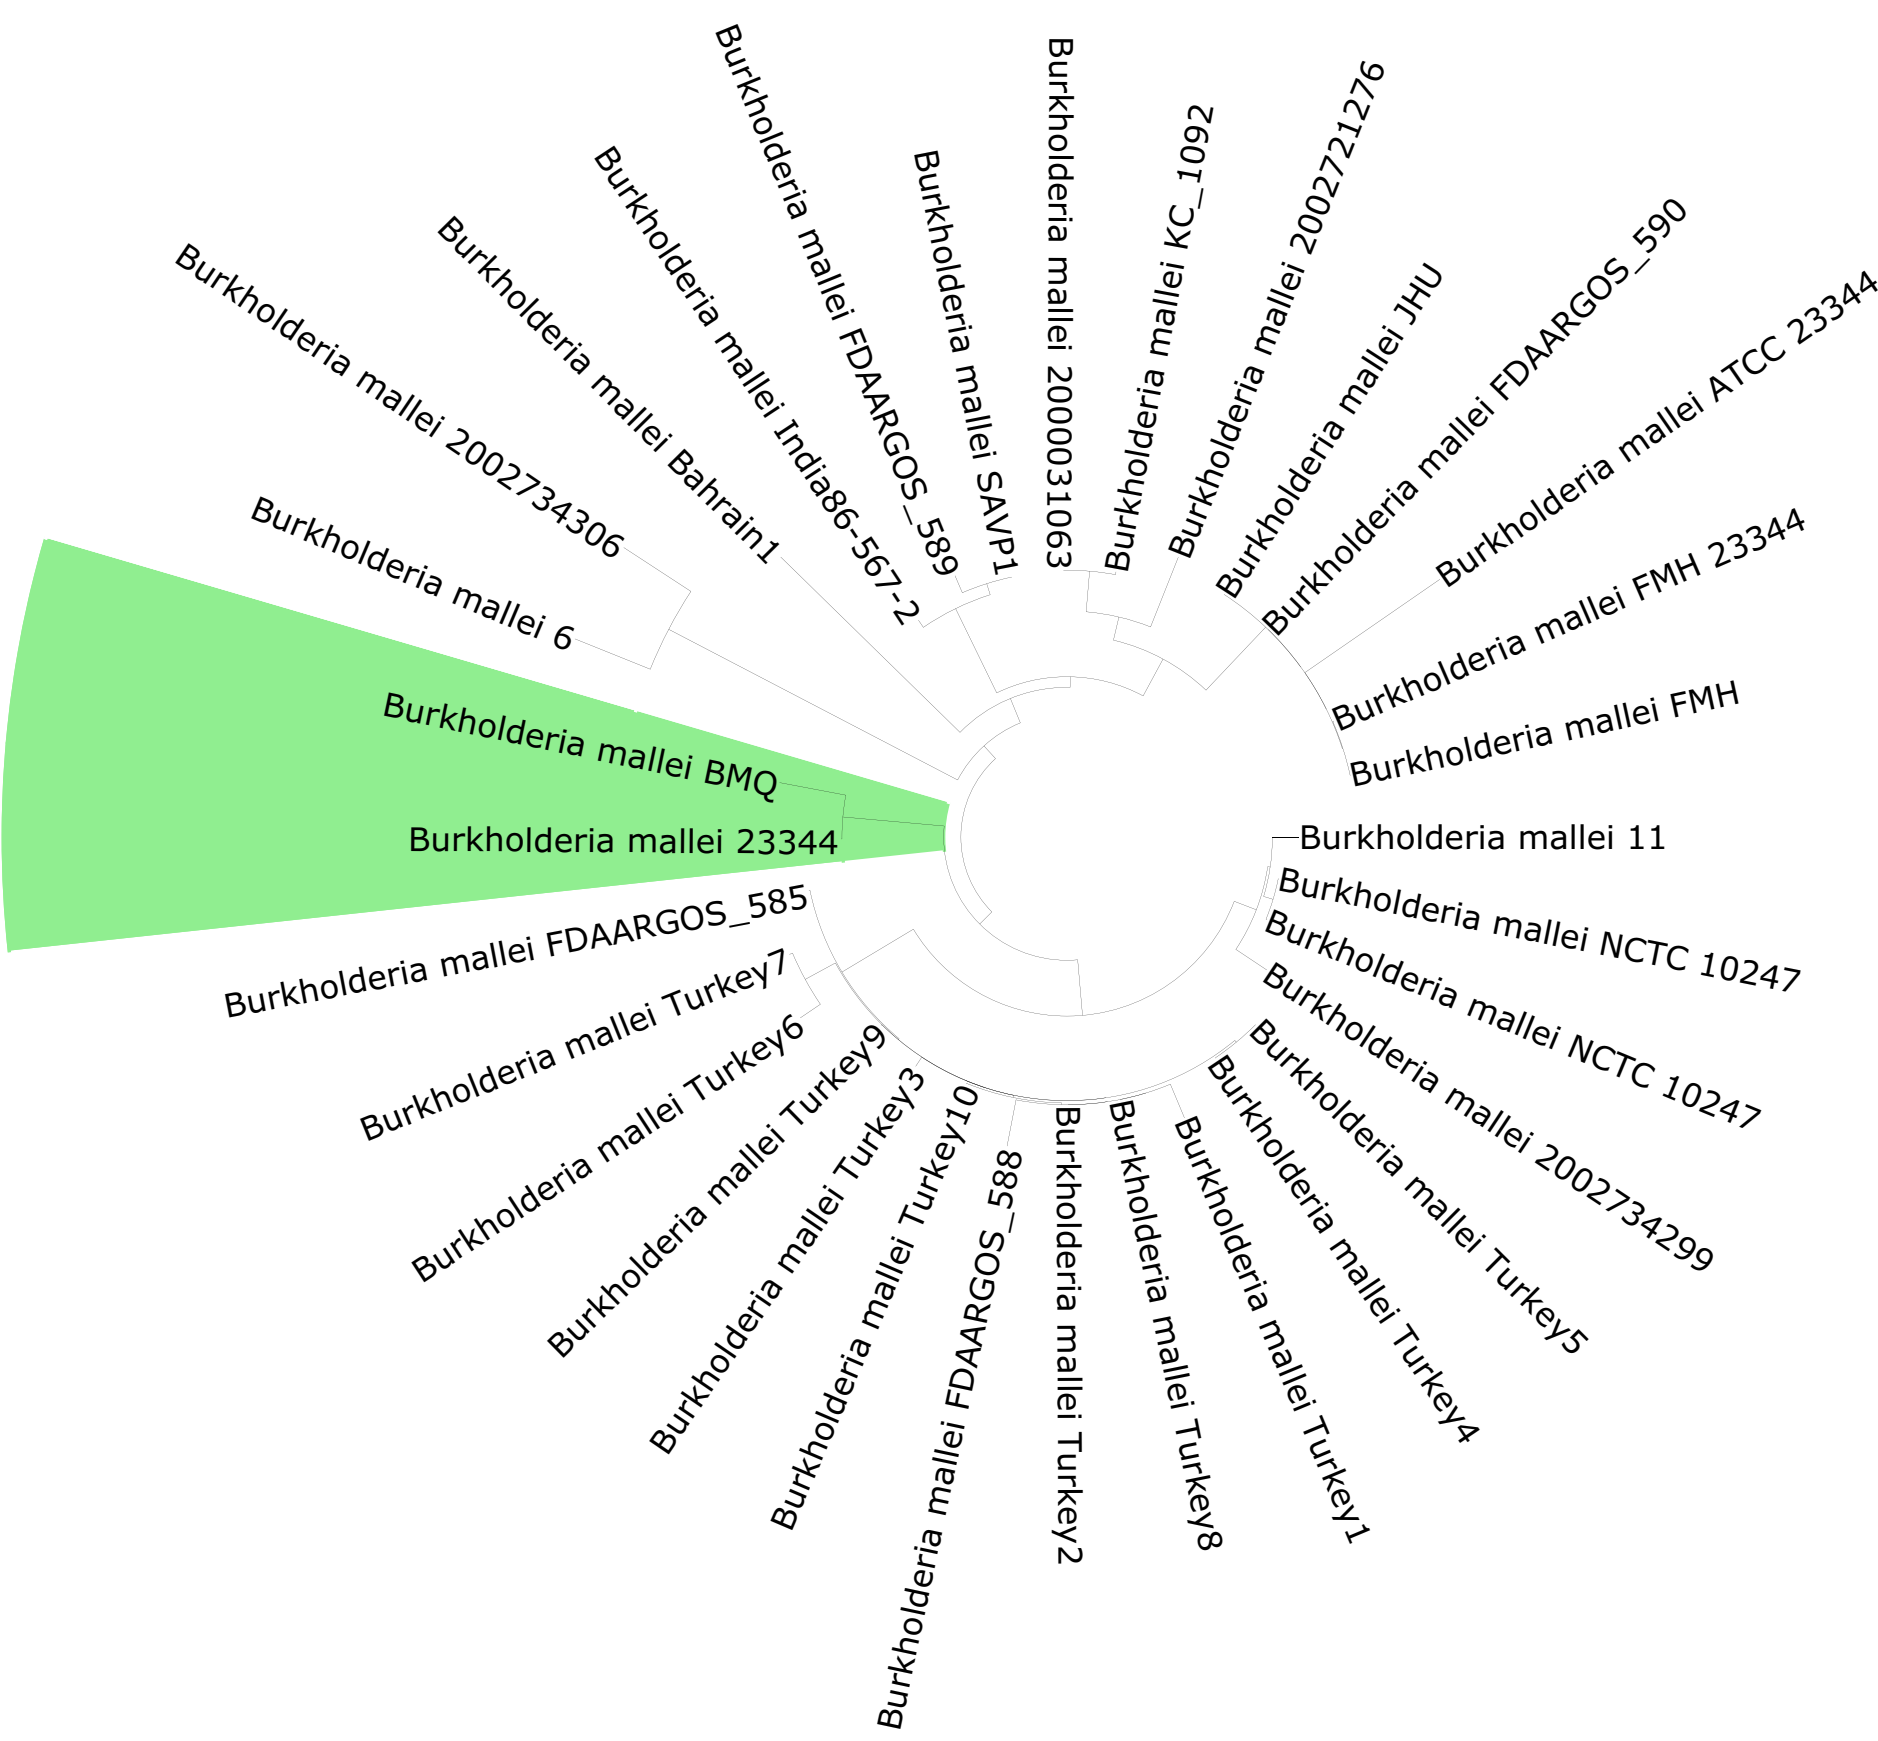 Burkholderia mallei FDAARGOS_589
Burkholderia mallei SAVP1
Burkholderia mallei 2000031063
Burkholderia mallei KC_1092
Burkholderia mallei 2002721276
Burkholderia mallei JHU
Burkholderia mallei FDAARGOS_590
Burkholderia mallei ATCC 23344
Burkholderia mallei FMH 23344
Burkholderia mallei FMH
Burkholderia mallei 11
Burkholderia mallei NCTC 10247
Burkholderia mallei NCTC 10247
Burkholderia mallei 2002734299
Burkholderia mallei Turkey5
Burkholderia mallei Turkey4
Burkholderia mallei Turkey1
Burkholderia mallei Turkey8
Burkholderia mallei Turkey2
Burkholderia mallei FDAARGOS_588
Burkholderia mallei Turkey10
Burkholderia mallei Turkey3
Burkholderia mallei Turkey9
Burkholderia mallei Turkey6
Burkholderia mallei Turkey7
Burkholderia mallei FDAARGOS_585
Burkholderia mallei 23344
Burkholderia mallei BMQ
Burkholderia mallei 6
Burkholderia mallei 2002734306
Burkholderia mallei Bahrain1
Burkholderia mallei India86-567-2